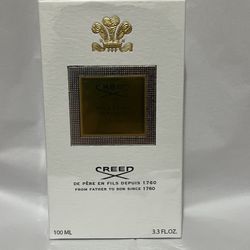 CREED
CREED
DE PÈRE EN FILS DEPUIS 1760
FROM FATHER TO SON SINCE 1760
100 ML
3.3 FL.OZ.